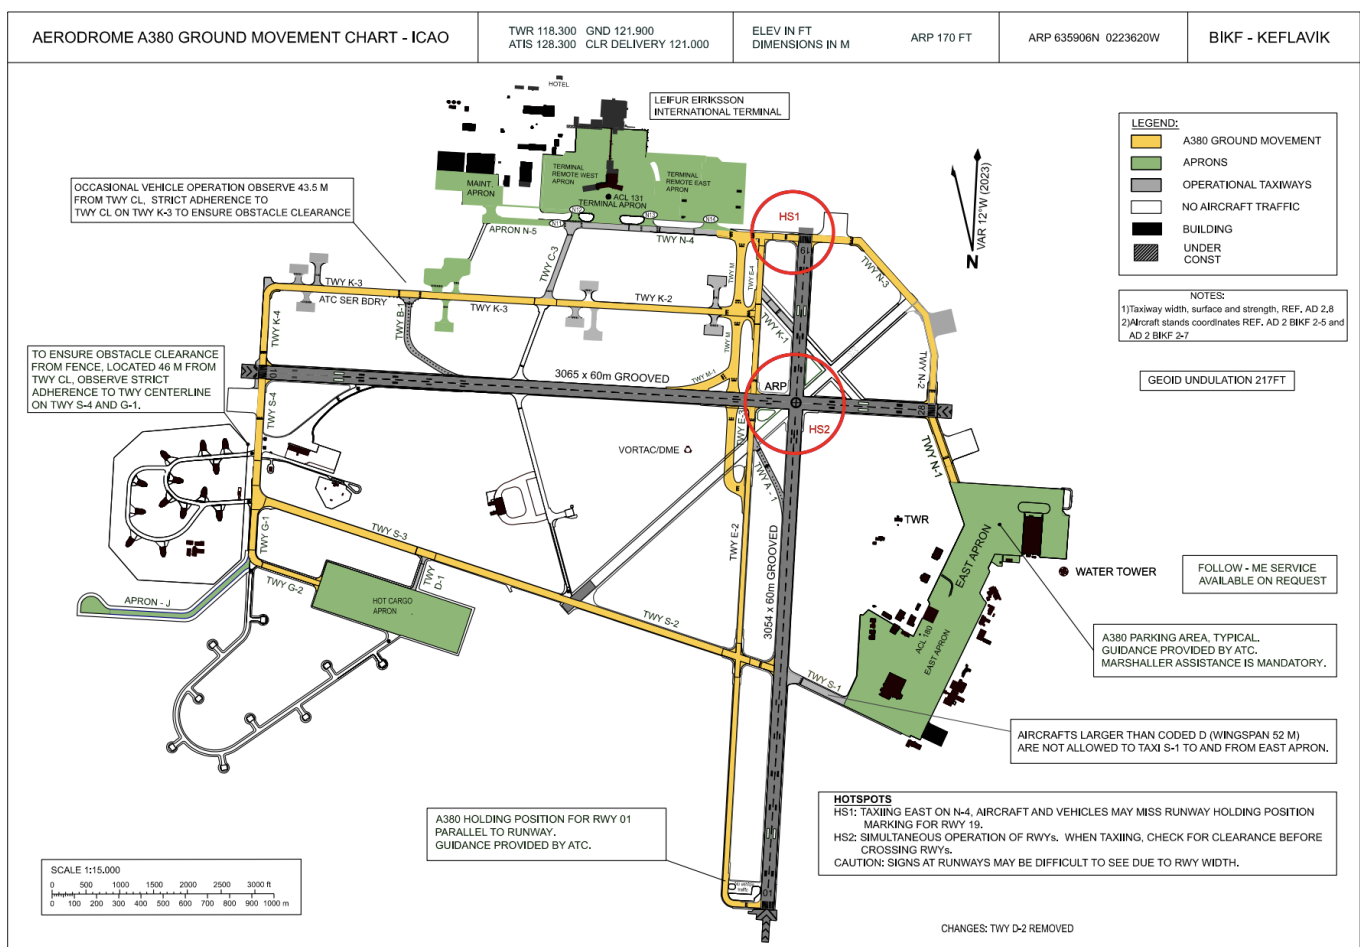 AERODROME A380 GROUND MOVEMENT CHART - ICAO
TWR 118.300 GND 121.900
ATIS 128.300 CLR DELIVERY 121.000
ELEV IN FT
DIMENSIONS IN M
ARP 170 FT
ARP 635906N 0223620W
BIKF - KEFLAVIK
HOTEL
LEIFUR EIRIKSSON
INTERNATIONAL TERMINAL
LEGEND:
A380 GROUND MOVEMENT
APRONS
OPERATIONAL TAXIWAYS
NO AIRCRAFT TRAFFIC
BUILDING
UNDER
CONST
VAR 12°W (2023)
N
NOTES:
1)Taxiway width, surface and strength, REF. AD 2.8
2)Aircraft stands coordinates REF. AD 2 BIKF 2-5 and
AD 2 BIKF 2-7
GEOID UNDULATION 217FT
OCCASIONAL VEHICLE OPERATION OBSERVE 43.5 M
FROM TWY CL, STRICT ADHERENCE TO
TWY CL ON TWY K-3 TO ENSURE OBSTACLE CLEARANCE
MAINT.
APRON
TERMINAL
REMOTE WEST
APRON
TERMINAL
REMOTE EAST
APRON
ACL 131
TERMINAL APRON
N13
N14
APRON N-5
TWY N-4
HS1
19
TWY C-3
TWY M
TWY E-4
TWY N-3
TWY K-3
ATC SER BDRY
TWY K-3
TWY K-2
TWY K-4
TWY B-1
TWY M
TWY K-1
TWY N-2
TO ENSURE OBSTACLE CLEARANCE
FROM FENCE, LOCATED 46 M FROM
TWY CL, OBSERVE STRICT
ADHERENCE TO TWY CENTERLINE
ON TWY S-4 AND G-1.
10
3065 x 60m GROOVED
TWY M-1
ARP
28
TWY S-4
TWY E-3
HS2
TWY N-1
VORTAC/DME
TWY A-1
TWR
EAST APRON
WATER TOWER
TWY G-1
TWY S-3
TWY E-2
3054 x 60m GROOVED
FOLLOW - ME SERVICE
AVAILABLE ON REQUEST
TWY G-2
TWY
D-1
APRON - J
HOT CARGO
APRON
TWY S-2
ACL 180
EAST APRON
TWY S-1
A380 PARKING AREA, TYPICAL.
GUIDANCE PROVIDED BY ATC.
MARSHALLER ASSISTANCE IS MANDATORY.
AIRCRAFTS LARGER THAN CODED D (WINGSPAN 52 M)
ARE NOT ALLOWED TO TAXI S-1 TO AND FROM EAST APRON.
A380 HOLDING POSITION FOR RWY 01
PARALLEL TO RUNWAY.
GUIDANCE PROVIDED BY ATC.
01
HOTSPOTS
HS1: TAXIING EAST ON N-4, AIRCRAFT AND VEHICLES MAY MISS RUNWAY HOLDING POSITION
MARKING FOR RWY 19.
HS2: SIMULTANEOUS OPERATION OF RWYs. WHEN TAXIING, CHECK FOR CLEARANCE BEFORE
CROSSING RWYs.
CAUTION: SIGNS AT RUNWAYS MAY BE DIFFICULT TO SEE DUE TO RWY WIDTH.
SCALE 1:15.000
0 500 1000 1500 2000 2500 3000 ft
0 100 200 300 400 500 600 700 800 900 1000 m
CHANGES: TWY D-2 REMOVED